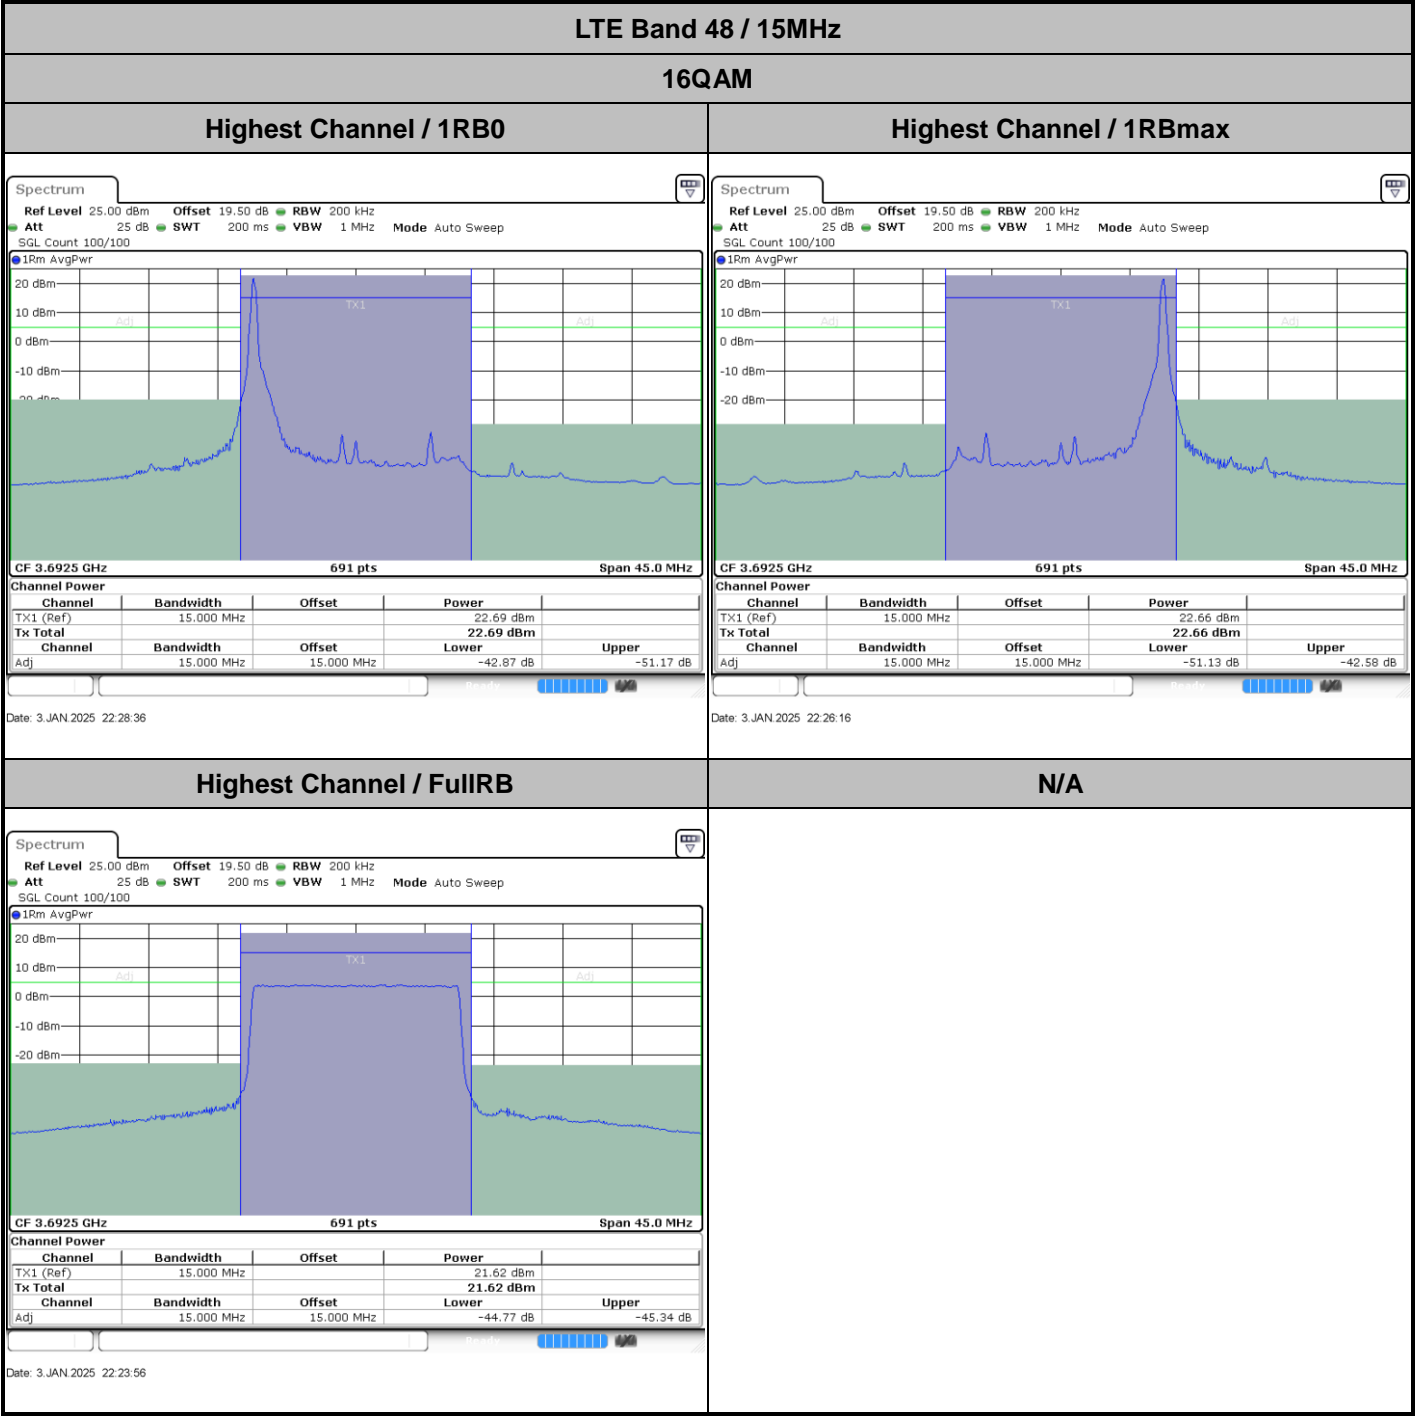 LTE Band 48 / 15MHz
16QAM
Highest Channel / 1RB0
Highest Channel / 1RBmax
Spectrum
Ref Level 25.00 dBm Offset 19.50 dB RBW 200 kHz
Att 25 dB SWT 200 ms VBW 1 MHz Mode Auto Sweep
SGL Count 100/100
1Rm AvgPwr
20 dBm
10 dBm
0 dBm
-10 dBm
-20 dBm
Adj
TX1
Adj
CF 3.6925 GHz 691 pts Span 45.0 MHz
Channel Power
Channel Bandwidth Offset Power
TX1 (Ref) 15.000 MHz 22.69 dBm
Tx Total 22.69 dBm
Channel Bandwidth Offset Lower Upper
Adj 15.000 MHz 15.000 MHz -42.87 dB -51.17 dB
Ready
Date: 3.JAN.2025 22:28:36
Spectrum
Ref Level 25.00 dBm Offset 19.50 dB RBW 200 kHz
Att 25 dB SWT 200 ms VBW 1 MHz Mode Auto Sweep
SGL Count 100/100
1Rm AvgPwr
20 dBm
10 dBm
0 dBm
-10 dBm
-20 dBm
Adj
TX1
Adj
CF 3.6925 GHz 691 pts Span 45.0 MHz
Channel Power
Channel Bandwidth Offset Power
TX1 (Ref) 15.000 MHz 22.66 dBm
Tx Total 22.66 dBm
Channel Bandwidth Offset Lower Upper
Adj 15.000 MHz 15.000 MHz -51.13 dB -42.58 dB
Ready
Date: 3.JAN.2025 22:26:16
Highest Channel / FullRB
N/A
Spectrum
Ref Level 25.00 dBm Offset 19.50 dB RBW 200 kHz
Att 25 dB SWT 200 ms VBW 1 MHz Mode Auto Sweep
SGL Count 100/100
1Rm AvgPwr
20 dBm
10 dBm
0 dBm
-10 dBm
-20 dBm
Adj
TX1
Adj
CF 3.6925 GHz 691 pts Span 45.0 MHz
Channel Power
Channel Bandwidth Offset Power
TX1 (Ref) 15.000 MHz 21.62 dBm
Tx Total 21.62 dBm
Channel Bandwidth Offset Lower Upper
Adj 15.000 MHz 15.000 MHz -44.77 dB -45.34 dB
Ready
Date: 3.JAN.2025 22:23:56